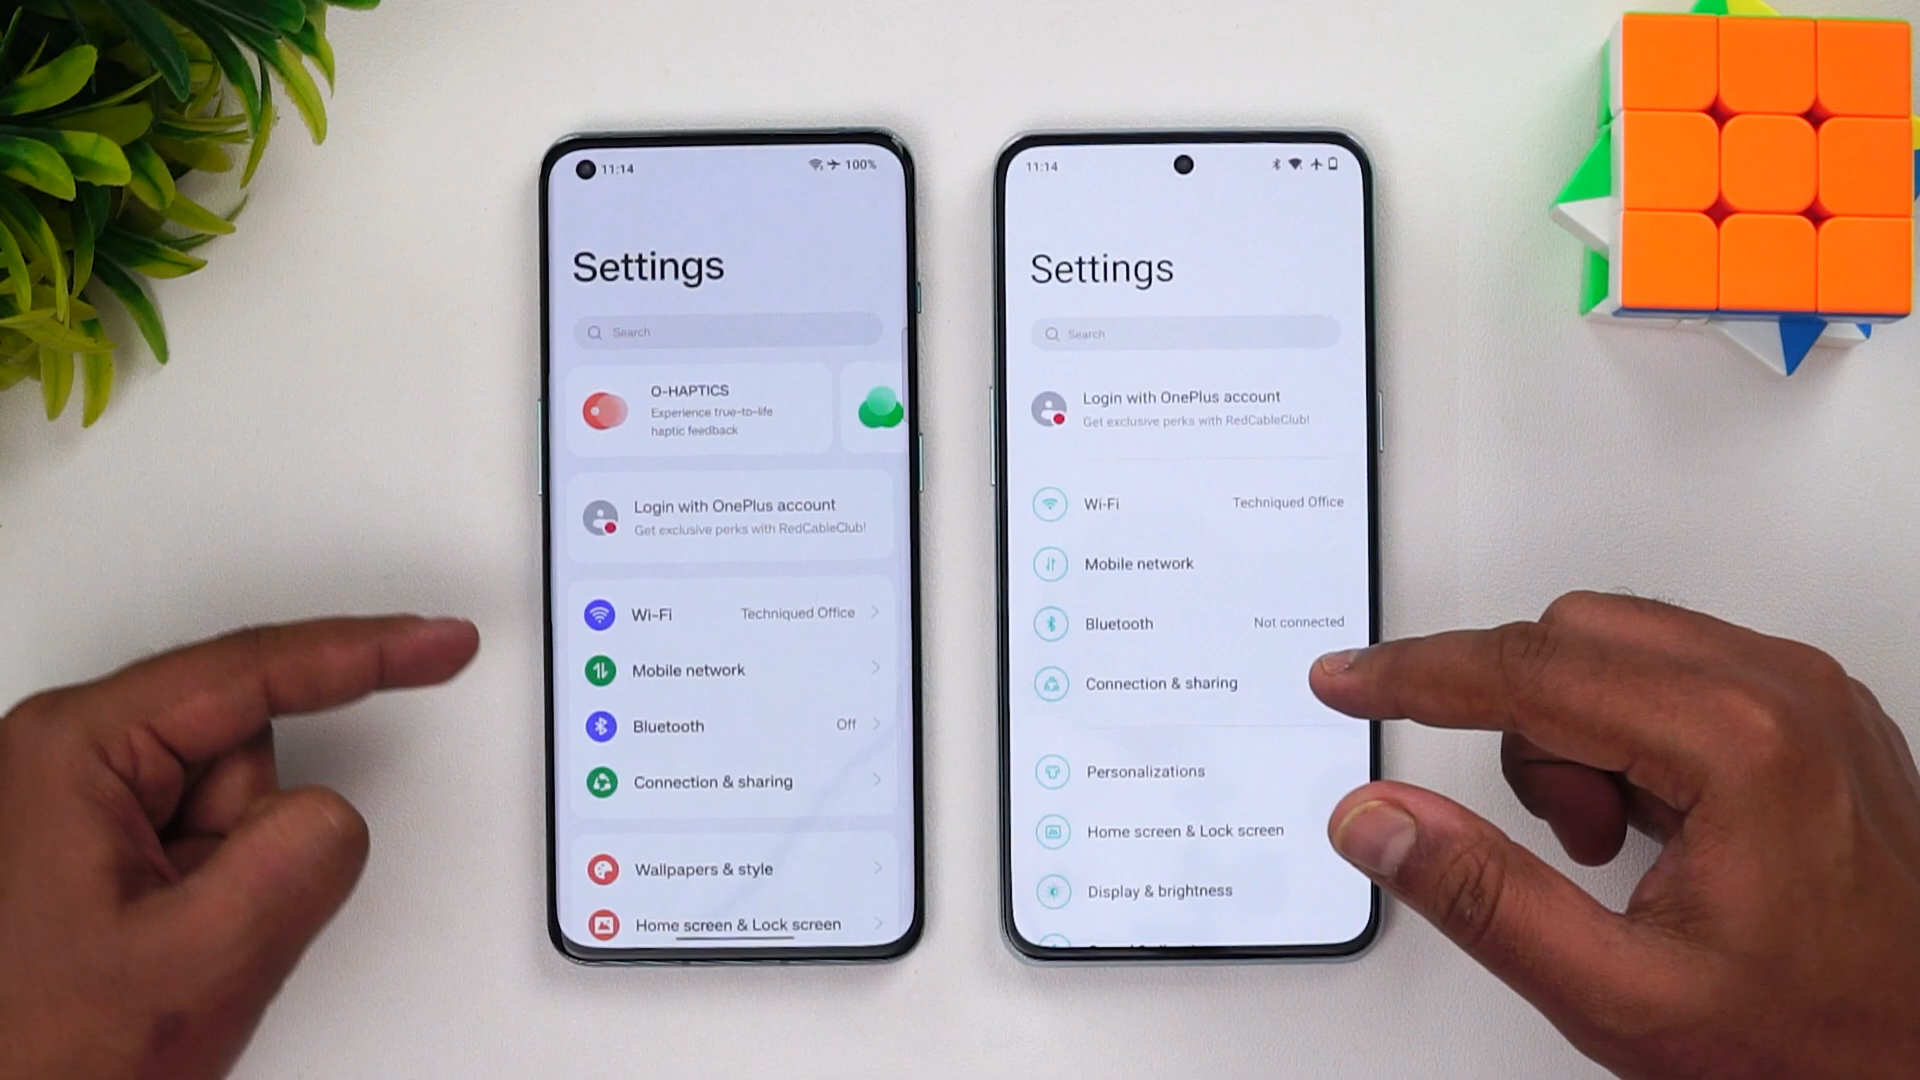 11:14
100%
Settings
Search
O-HAPTICS
Experience true-to-life
haptic feedback
Login with OnePlus account
Get exclusive perks with RedCableClub!
Wi-Fi
Techniqued Office
Mobile network
Bluetooth
Off
Connection & sharing
Wallpapers & style
Home screen & Lock screen
11:14
Settings
Search
Login with OnePlus account
Get exclusive perks with RedCableClub!
Wi-Fi
Techniqued Office
Mobile network
Bluetooth
Not connected
Connection & sharing
Personalizations
Home screen & Lock screen
Display & brightness